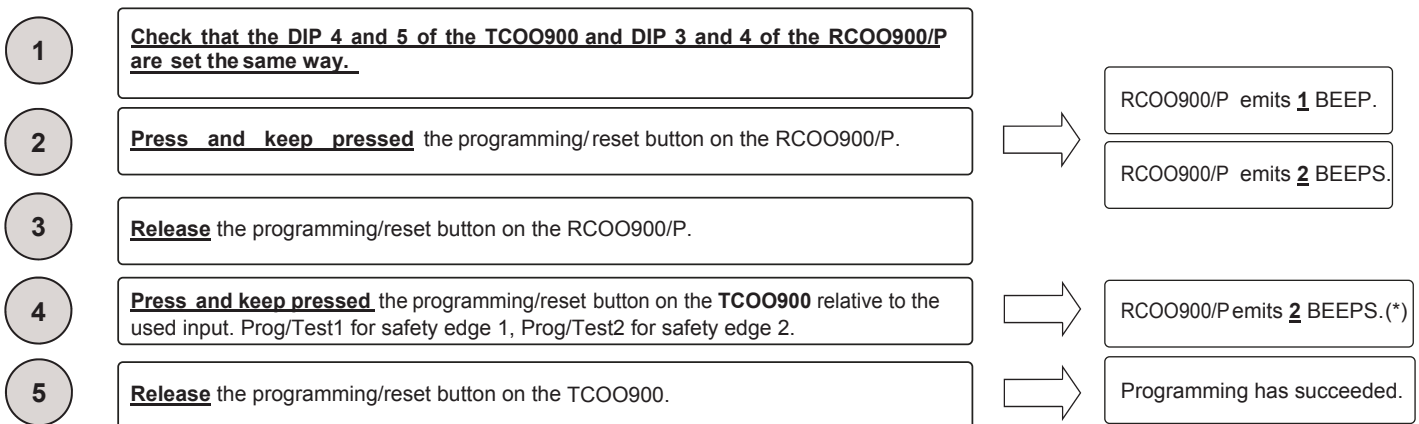 1
Check that the DIP 4 and 5 of the TCOO900 and DIP 3 and 4 of the RCOO900/P
are set the same way.
2
Press and keep pressed the programming/reset button on the RCOO900/P.
RCOO900/P emits 1 BEEP.
RCOO900/P emits 2 BEEPS.
3
Release the programming/reset button on the RCOO900/P.
4
Press and keep pressed the programming/reset button on the TCOO900 relative to the
used input. Prog/Test1 for safety edge 1, Prog/Test2 for safety edge 2.
RCOO900/P emits 2 BEEPS.(*)
5
Release the programming/reset button on the TCOO900.
Programming has succeeded.